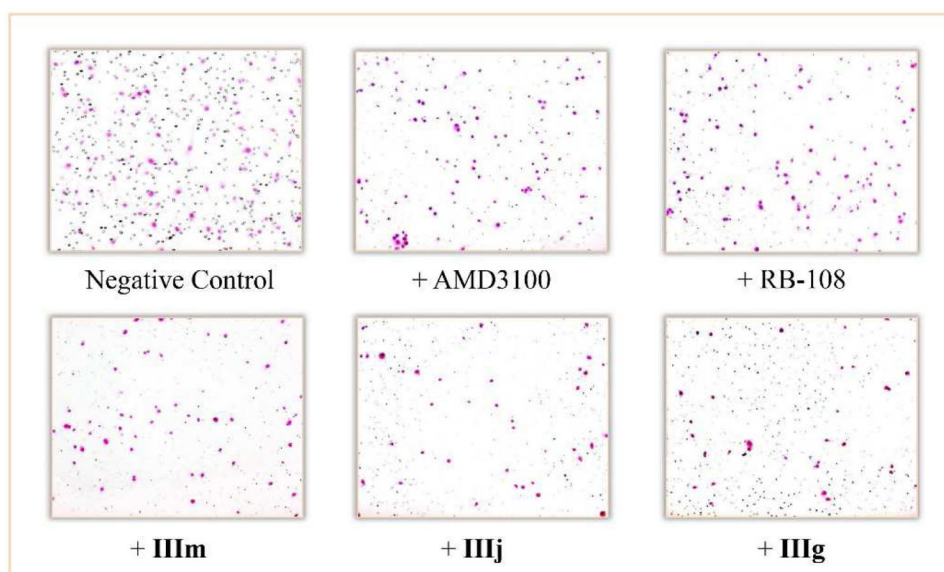 Negative Control
+ AMD3100
+ RB-108
+ IIIm
+ IIIj
+ IIIg